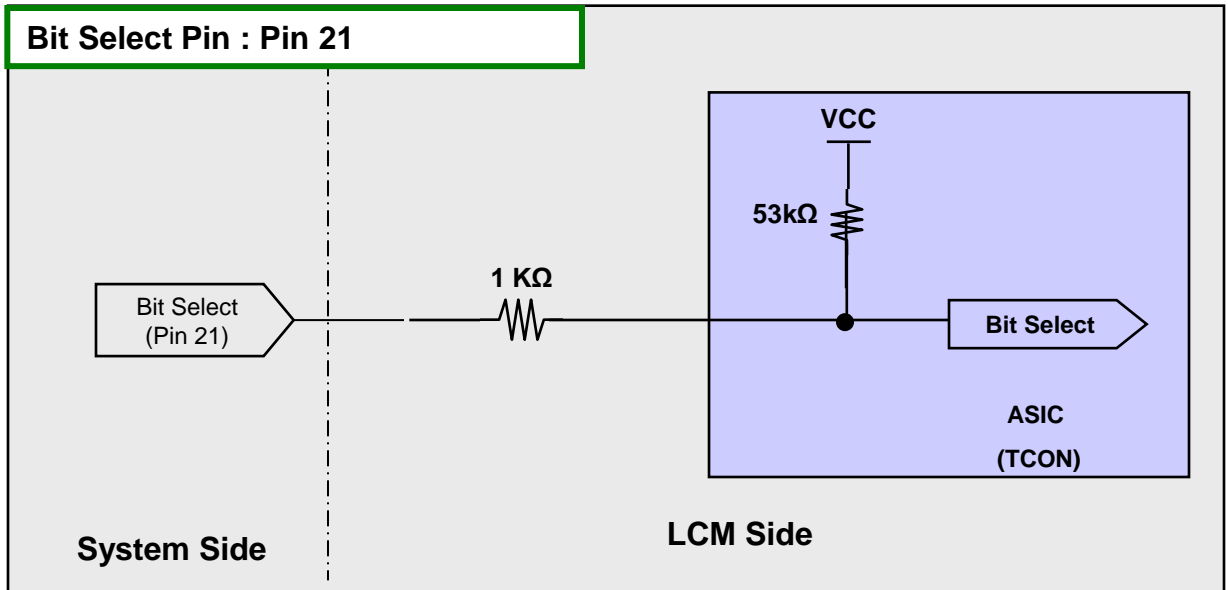 Bit Select Pin : Pin 21
VCC
53kΩ
1 KΩ
Bit Select
(Pin 21)
Bit Select
ASIC
(TCON)
System Side
LCM Side